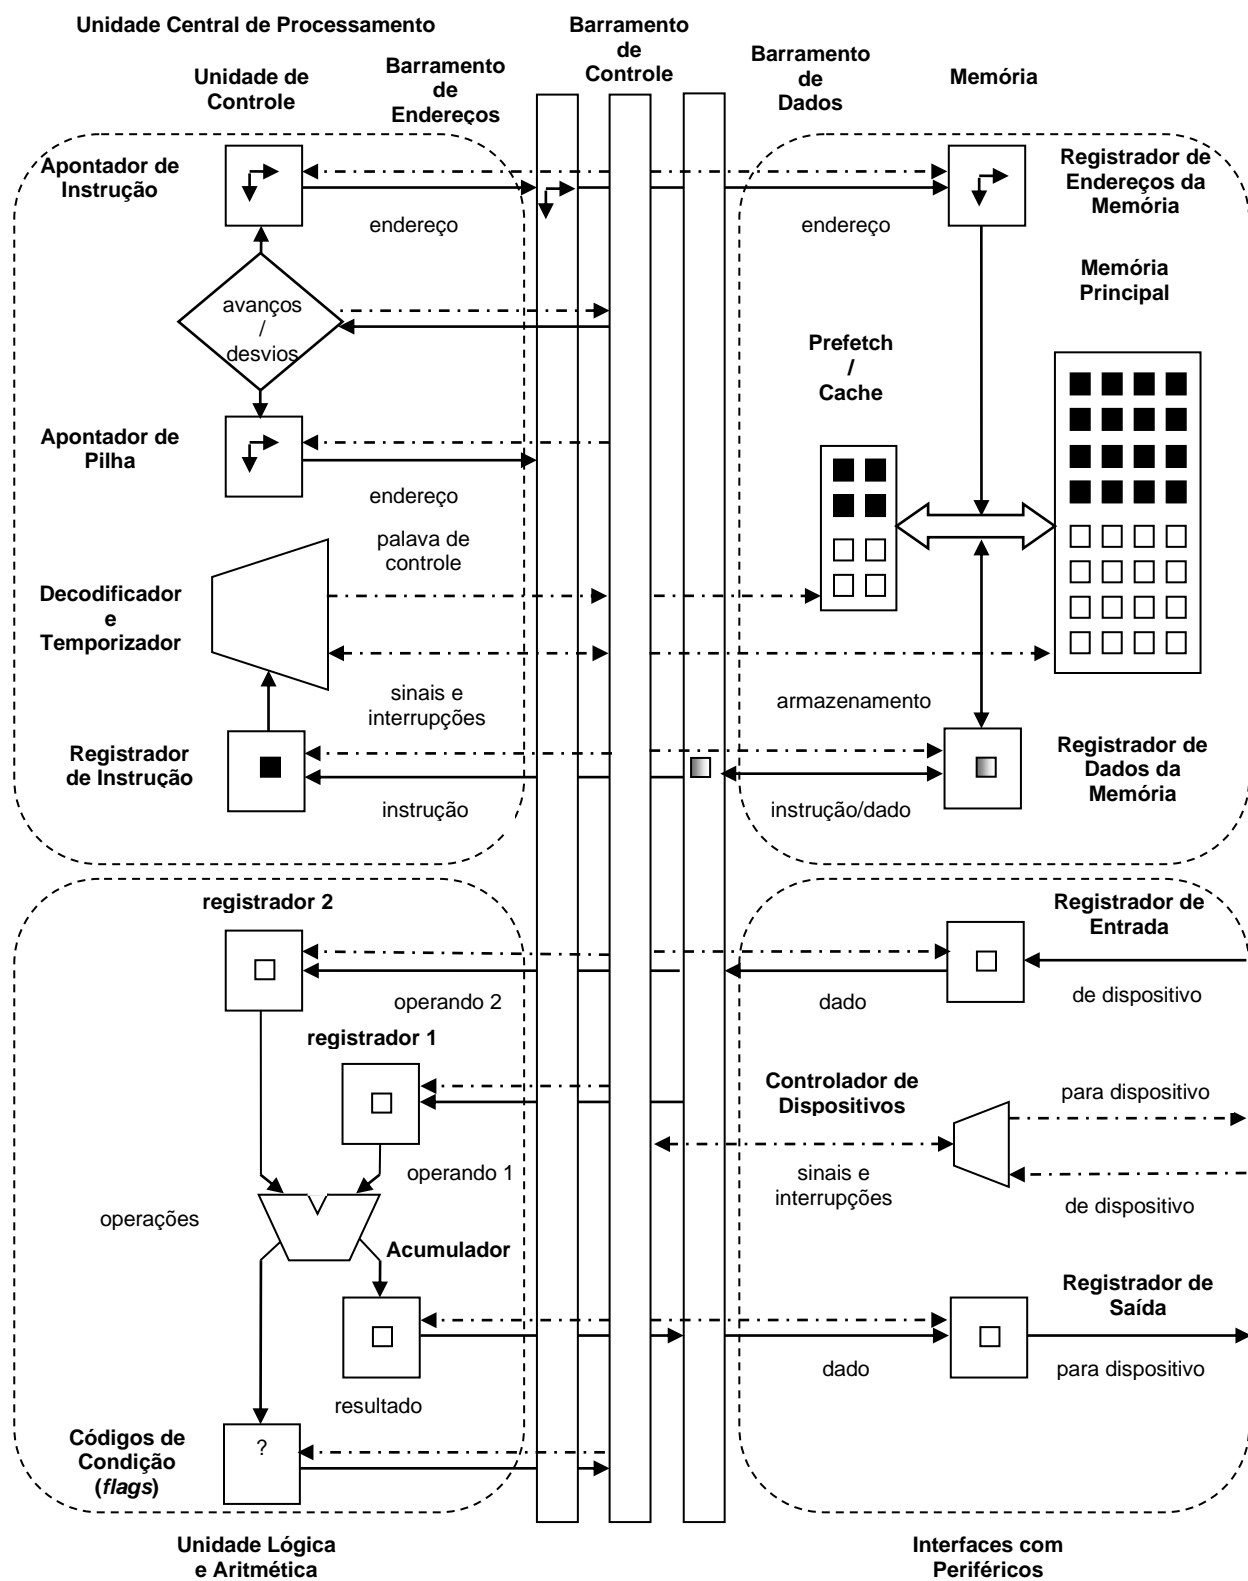 Unidade Central de Processamento
Barramento
de
Controle
Unidade de
Controle
Barramento
de
Endereços
Barramento
de
Dados
Memória
Apontador de
Instrução
endereço
endereço
Registrador de
Endereços da
Memória
avanços
/
desvios
Memória
Principal
Prefetch
/
Cache
Apontador de
Pilha
endereço
palava de
controle
Decodificador
e
Temporizador
sinais e
interrupções
armazenamento
Registrador
de Instrução
instrução
instrução/dado
Registrador de
Dados da
Memória
registrador 2
Registrador de
Entrada
operando 2
dado
de dispositivo
registrador 1
Controlador de
Dispositivos
para dispositivo
operando 1
sinais e
interrupções
de dispositivo
operações
Acumulador
Registrador de
Saída
dado
para dispositivo
resultado
Códigos de
Condição
(flags)
?
Unidade Lógica
e Aritmética
Interfaces com
Periféricos